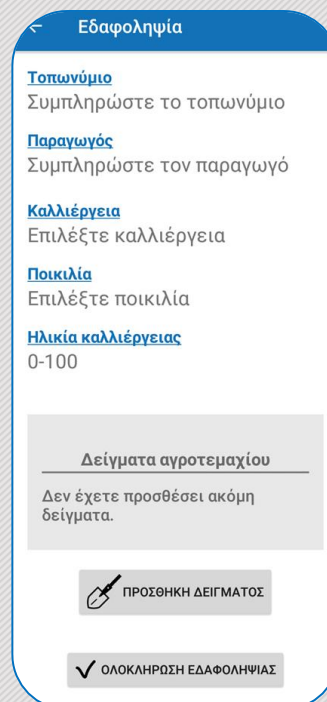 Εδαφοληψία
Τοπωνύμιο
Συμπληρώστε το τοπωνύμιο
Παραγωγός
Συμπληρώστε τον παραγωγό
Καλλιέργεια
Επιλέξτε καλλιέργεια
Ποικιλία
Επιλέξτε ποικιλία
Ηλικία καλλιέργειας
0-100
Δείγματα αγροτεμαχίου
Δεν έχετε προσθέσει ακόμη
δείγματα.
ΠΡΟΣΘΗΚΗ ΔΕΙΓΜΑΤΟΣ
ΟΛΟΚΛΗΡΩΣΗ ΕΔΑΦΟΛΗΨΙΑΣ